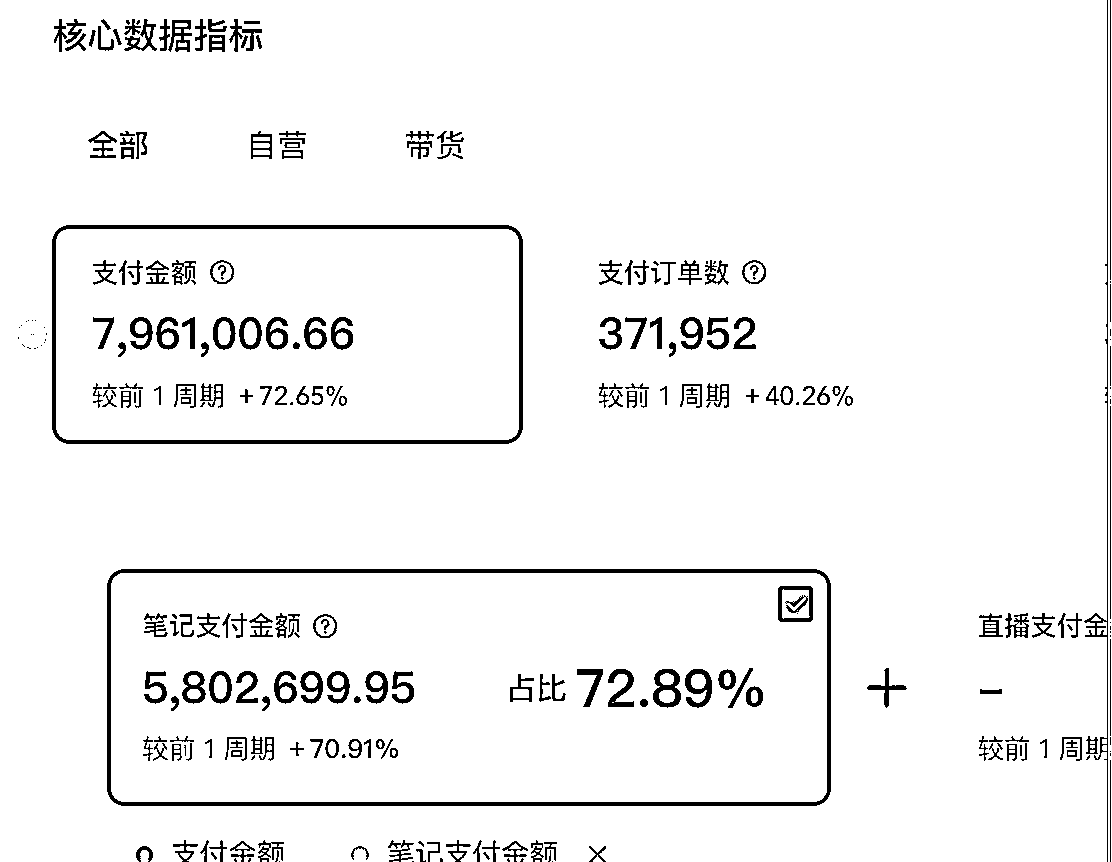 核心数据指标
全部 自营 带货
支付金额 ? 支付订单数 ?
7,961,006.66 371,952
较前 1 周期 +72.65% 较前 1 周期 +40.26%
笔记支付金额 ? 直播支付金
5,802,699.95 占比 72.89% + –
较前 1 周期 +70.91% 较前 1 周期
支付金额 笔记支付金额 ×